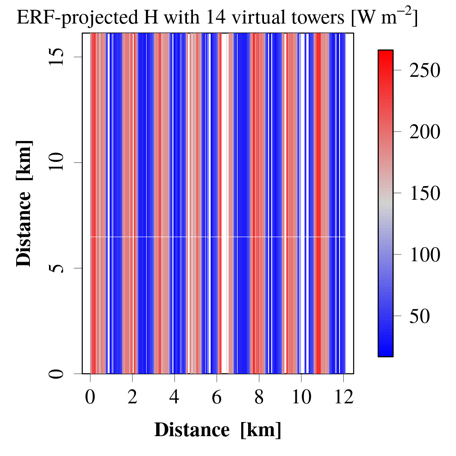 ERF-projected H with 14 virtual towers [W m⁻²]
15
10
5
0
Distance [km]
0 2 4 6 8 10 12
Distance [km]
250
200
150
100
50